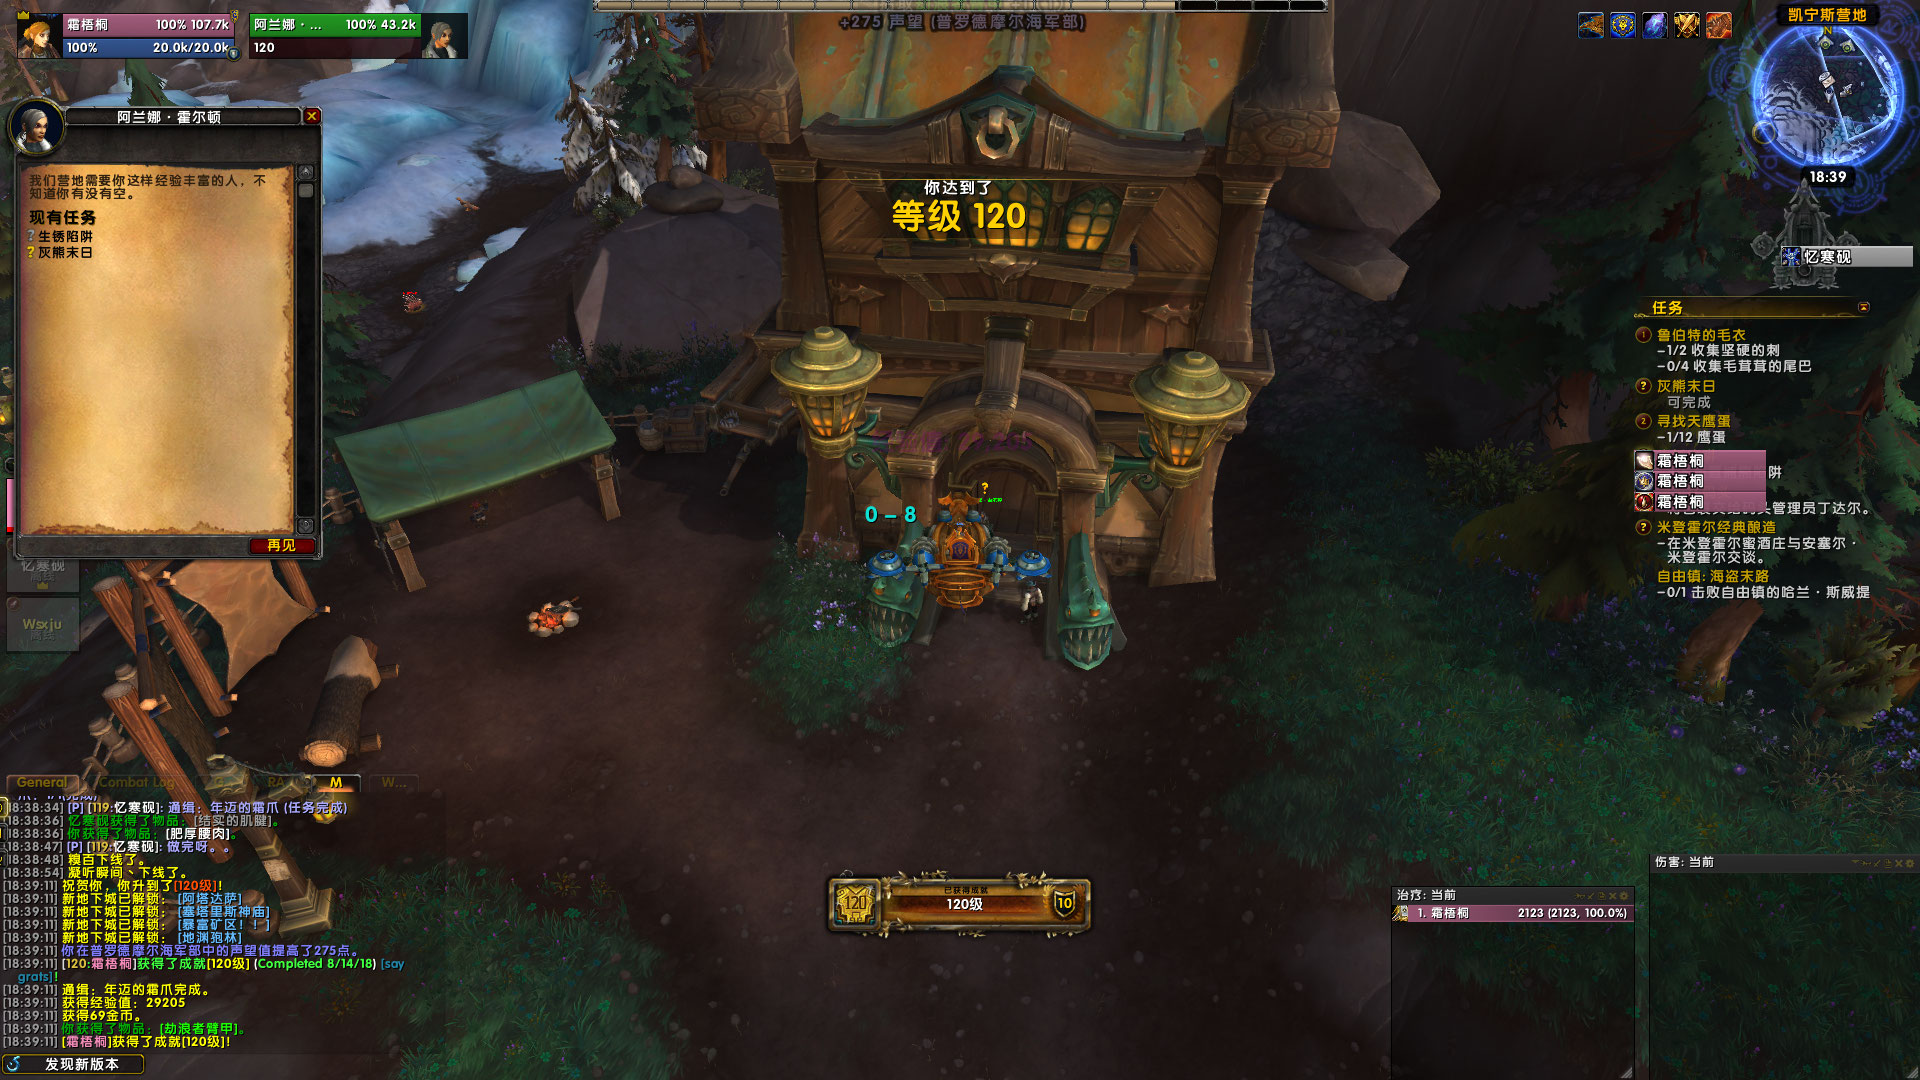 霜梧桐 100% 107.7k
100% 20.0k/20.0k
阿兰娜·… 100% 43.2k
120
+275 声望 (普罗德摩尔海军部)
凯宁斯营地
N
18:39
阿兰娜·霍尔顿
我们营地需要你这样经验丰富的人，不
知道你有没有空。
现有任务
? 生锈陷阱
? 灰熊末日
再见
你达到了
等级 120
忆寒砚
任务
1 鲁伯特的毛衣
-1/2 收集坚硬的刺
-0/4 收集毛茸茸的尾巴
? 灰熊末日
可完成
2 寻找天鹰蛋
-1/12 鹰蛋
霜梧桐
阱
霜梧桐
霜梧桐
头管理员丁达尔。
? 米登霍尔经典酿造
-在米登霍尔蜜酒庄与安塞尔·
米登霍尔交谈。
自由镇: 海盗末路
-0/1 击败自由镇的哈兰·斯威提
?
0 – 8
忆寒砚
离线
Wsxju
离线
General Combat Log RA M W...
[18:38:34] [P] [119:忆寒砚]: 通缉：年迈的霜爪 (任务完成)
[18:38:36] 忆寒砚获得了物品：[结实的肌腱]。
[18:38:36] 你获得了物品：[肥厚腰肉]。
[18:38:47] [P] [119:忆寒砚]: 做完呀。。
[18:38:48] 糗百下线了。
[18:38:54] 凝听瞬间丶下线了。
[18:39:11] 祝贺你，你升到了[120级]!
[18:39:11] 新地下城已解锁： [阿塔达萨]
[18:39:11] 新地下城已解锁： [塞塔里斯神庙]
[18:39:11] 新地下城已解锁： [暴富矿区！！]
[18:39:11] 新地下城已解锁： [地渊孢林]
[18:39:11] 你在普罗德摩尔海军部中的声望值提高了275点。
[18:39:11] [120:霜梧桐]获得了成就[120级] (Completed 8/14/18) [say
grats]!
[18:39:11] 通缉：年迈的霜爪完成。
[18:39:11] 获得经验值：29205
[18:39:11] 获得69金币。
[18:39:11] 你获得了物品：[劫浪者臂甲]。
[18:39:11] [霜梧桐]获得了成就[120级]!
发现新版本
120
已获得成就
120级
10
治疗: 当前
1. 霜梧桐 2123 (2123, 100.0%)
伤害: 当前